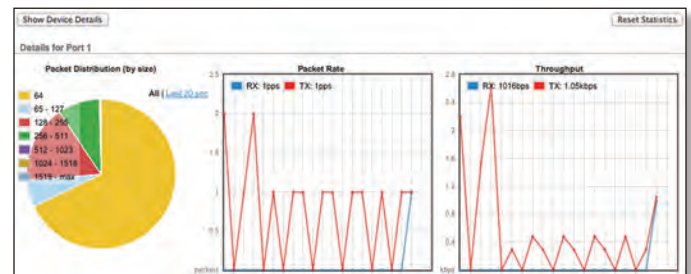 Show Device Details
Reset Statistics
Details for Port 1
Packet Distribution (by size)
All (Last 20 sec
64
65 - 127
128 - 255
256 - 511
512 - 1023
1024 - 1518
1519 - max
Packet Rate
RX: 1pps TX: 1pps
2.5
2
1.5
1
0.5
packets
Throughput
RX: 1016bps TX: 1.05kbps
2.8
2.4
2
1.6
1.2
0.8
0.4
kbps